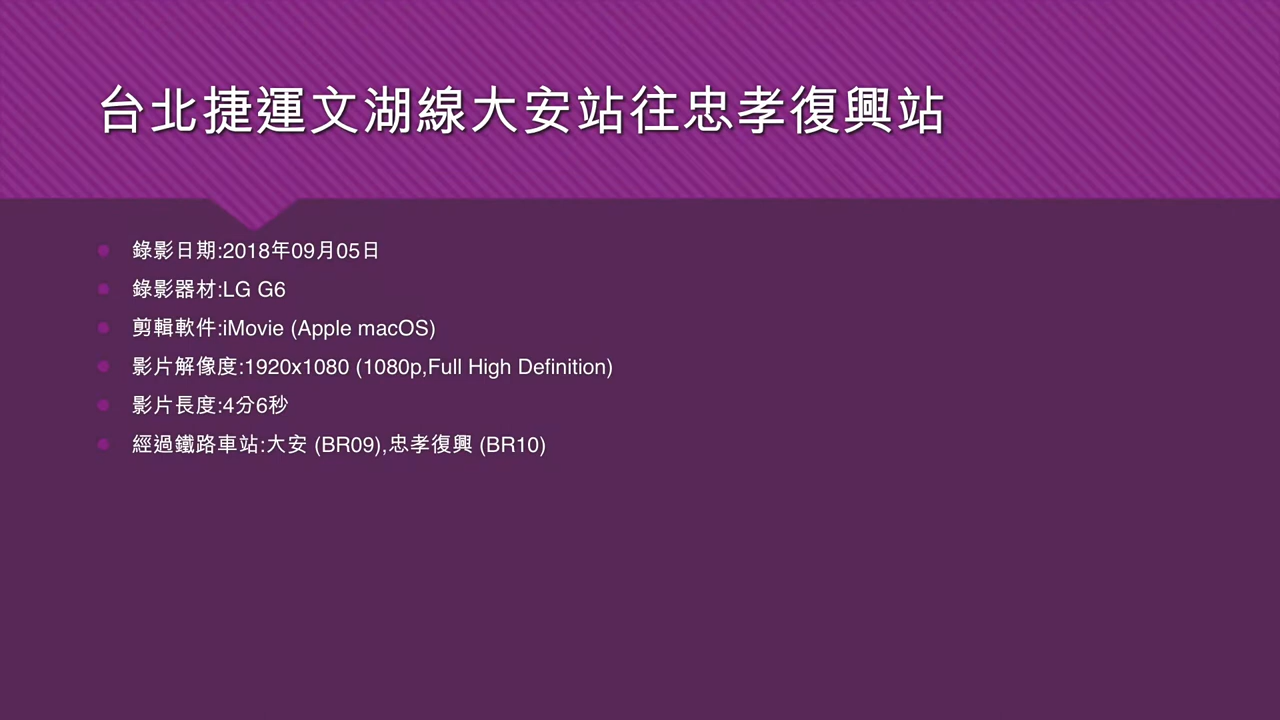 台北捷運文湖線大安站往忠孝復興站
錄影日期:2018年09月05日
錄影器材:LG G6
剪輯軟件:iMovie (Apple macOS)
影片解像度:1920x1080 (1080p,Full High Definition)
影片長度:4分6秒
經過鐵路車站:大安 (BR09),忠孝復興 (BR10)